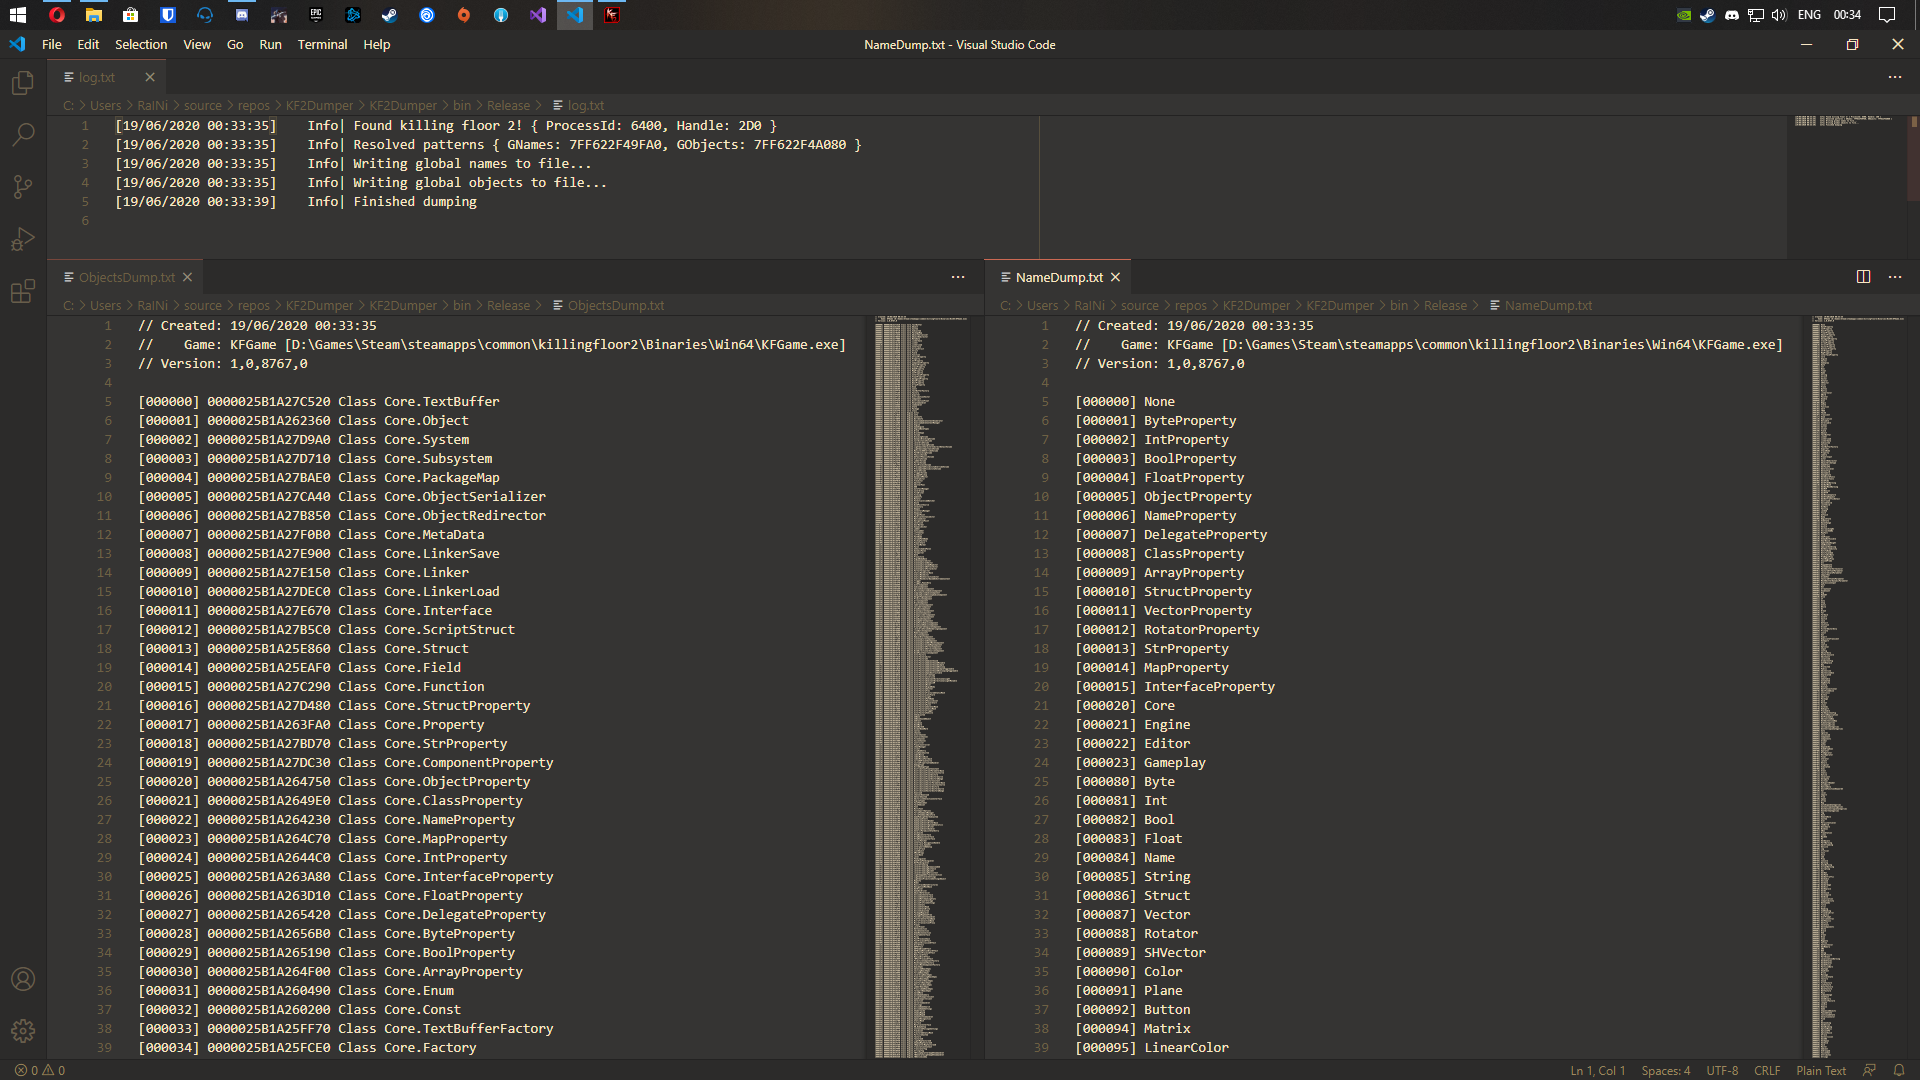 ENG 00:34
File Edit Selection View Go Run Terminal Help
NameDump.txt - Visual Studio Code
log.txt
C: > Users > RaINi > source > repos > KF2Dumper > KF2Dumper > bin > Release > log.txt
1 [19/06/2020 00:33:35] Info| Found killing floor 2! { ProcessId: 6400, Handle: 2D0 }
2 [19/06/2020 00:33:35] Info| Resolved patterns { GNames: 7FF622F49FA0, GObjects: 7FF622F4A080 }
3 [19/06/2020 00:33:35] Info| Writing global names to file...
4 [19/06/2020 00:33:35] Info| Writing global objects to file...
5 [19/06/2020 00:33:39] Info| Finished dumping
6
ObjectsDump.txt
C: > Users > RaINi > source > repos > KF2Dumper > KF2Dumper > bin > Release > ObjectsDump.txt
1 // Created: 19/06/2020 00:33:35
2 //    Game: KFGame [D:\Games\Steam\steamapps\common\killingfloor2\Binaries\Win64\KFGame.exe]
3 // Version: 1,0,8767,0
4
5 [000000] 0000025B1A27C520 Class Core.TextBuffer
6 [000001] 0000025B1A262360 Class Core.Object
7 [000002] 0000025B1A27D9A0 Class Core.System
8 [000003] 0000025B1A27D710 Class Core.Subsystem
9 [000004] 0000025B1A27BAE0 Class Core.PackageMap
10 [000005] 0000025B1A27CA40 Class Core.ObjectSerializer
11 [000006] 0000025B1A27B850 Class Core.ObjectRedirector
12 [000007] 0000025B1A27F0B0 Class Core.MetaData
13 [000008] 0000025B1A27E900 Class Core.LinkerSave
14 [000009] 0000025B1A27E150 Class Core.Linker
15 [000010] 0000025B1A27DEC0 Class Core.LinkerLoad
16 [000011] 0000025B1A27E670 Class Core.Interface
17 [000012] 0000025B1A27B5C0 Class Core.ScriptStruct
18 [000013] 0000025B1A25E860 Class Core.Struct
19 [000014] 0000025B1A25EAF0 Class Core.Field
20 [000015] 0000025B1A27C290 Class Core.Function
21 [000016] 0000025B1A27D480 Class Core.StructProperty
22 [000017] 0000025B1A263FA0 Class Core.Property
23 [000018] 0000025B1A27BD70 Class Core.StrProperty
24 [000019] 0000025B1A27DC30 Class Core.ComponentProperty
25 [000020] 0000025B1A264750 Class Core.ObjectProperty
26 [000021] 0000025B1A2649E0 Class Core.ClassProperty
27 [000022] 0000025B1A264230 Class Core.NameProperty
28 [000023] 0000025B1A264C70 Class Core.MapProperty
29 [000024] 0000025B1A2644C0 Class Core.IntProperty
30 [000025] 0000025B1A263A80 Class Core.InterfaceProperty
31 [000026] 0000025B1A263D10 Class Core.FloatProperty
32 [000027] 0000025B1A265420 Class Core.DelegateProperty
33 [000028] 0000025B1A2656B0 Class Core.ByteProperty
34 [000029] 0000025B1A265190 Class Core.BoolProperty
35 [000030] 0000025B1A264F00 Class Core.ArrayProperty
36 [000031] 0000025B1A260490 Class Core.Enum
37 [000032] 0000025B1A260200 Class Core.Const
38 [000033] 0000025B1A25FF70 Class Core.TextBufferFactory
39 [000034] 0000025B1A25FCE0 Class Core.Factory
NameDump.txt
C: > Users > RaINi > source > repos > KF2Dumper > KF2Dumper > bin > Release > NameDump.txt
1 // Created: 19/06/2020 00:33:35
2 //    Game: KFGame [D:\Games\Steam\steamapps\common\killingfloor2\Binaries\Win64\KFGame.exe]
3 // Version: 1,0,8767,0
4
5 [000000] None
6 [000001] ByteProperty
7 [000002] IntProperty
8 [000003] BoolProperty
9 [000004] FloatProperty
10 [000005] ObjectProperty
11 [000006] NameProperty
12 [000007] DelegateProperty
13 [000008] ClassProperty
14 [000009] ArrayProperty
15 [000010] StructProperty
16 [000011] VectorProperty
17 [000012] RotatorProperty
18 [000013] StrProperty
19 [000014] MapProperty
20 [000015] InterfaceProperty
21 [000020] Core
22 [000021] Engine
23 [000022] Editor
24 [000023] Gameplay
25 [000080] Byte
26 [000081] Int
27 [000082] Bool
28 [000083] Float
29 [000084] Name
30 [000085] String
31 [000086] Struct
32 [000087] Vector
33 [000088] Rotator
34 [000089] SHVector
35 [000090] Color
36 [000091] Plane
37 [000092] Button
38 [000094] Matrix
39 [000095] LinearColor
0 0
Ln 1, Col 1 Spaces: 4 UTF-8 CRLF Plain Text